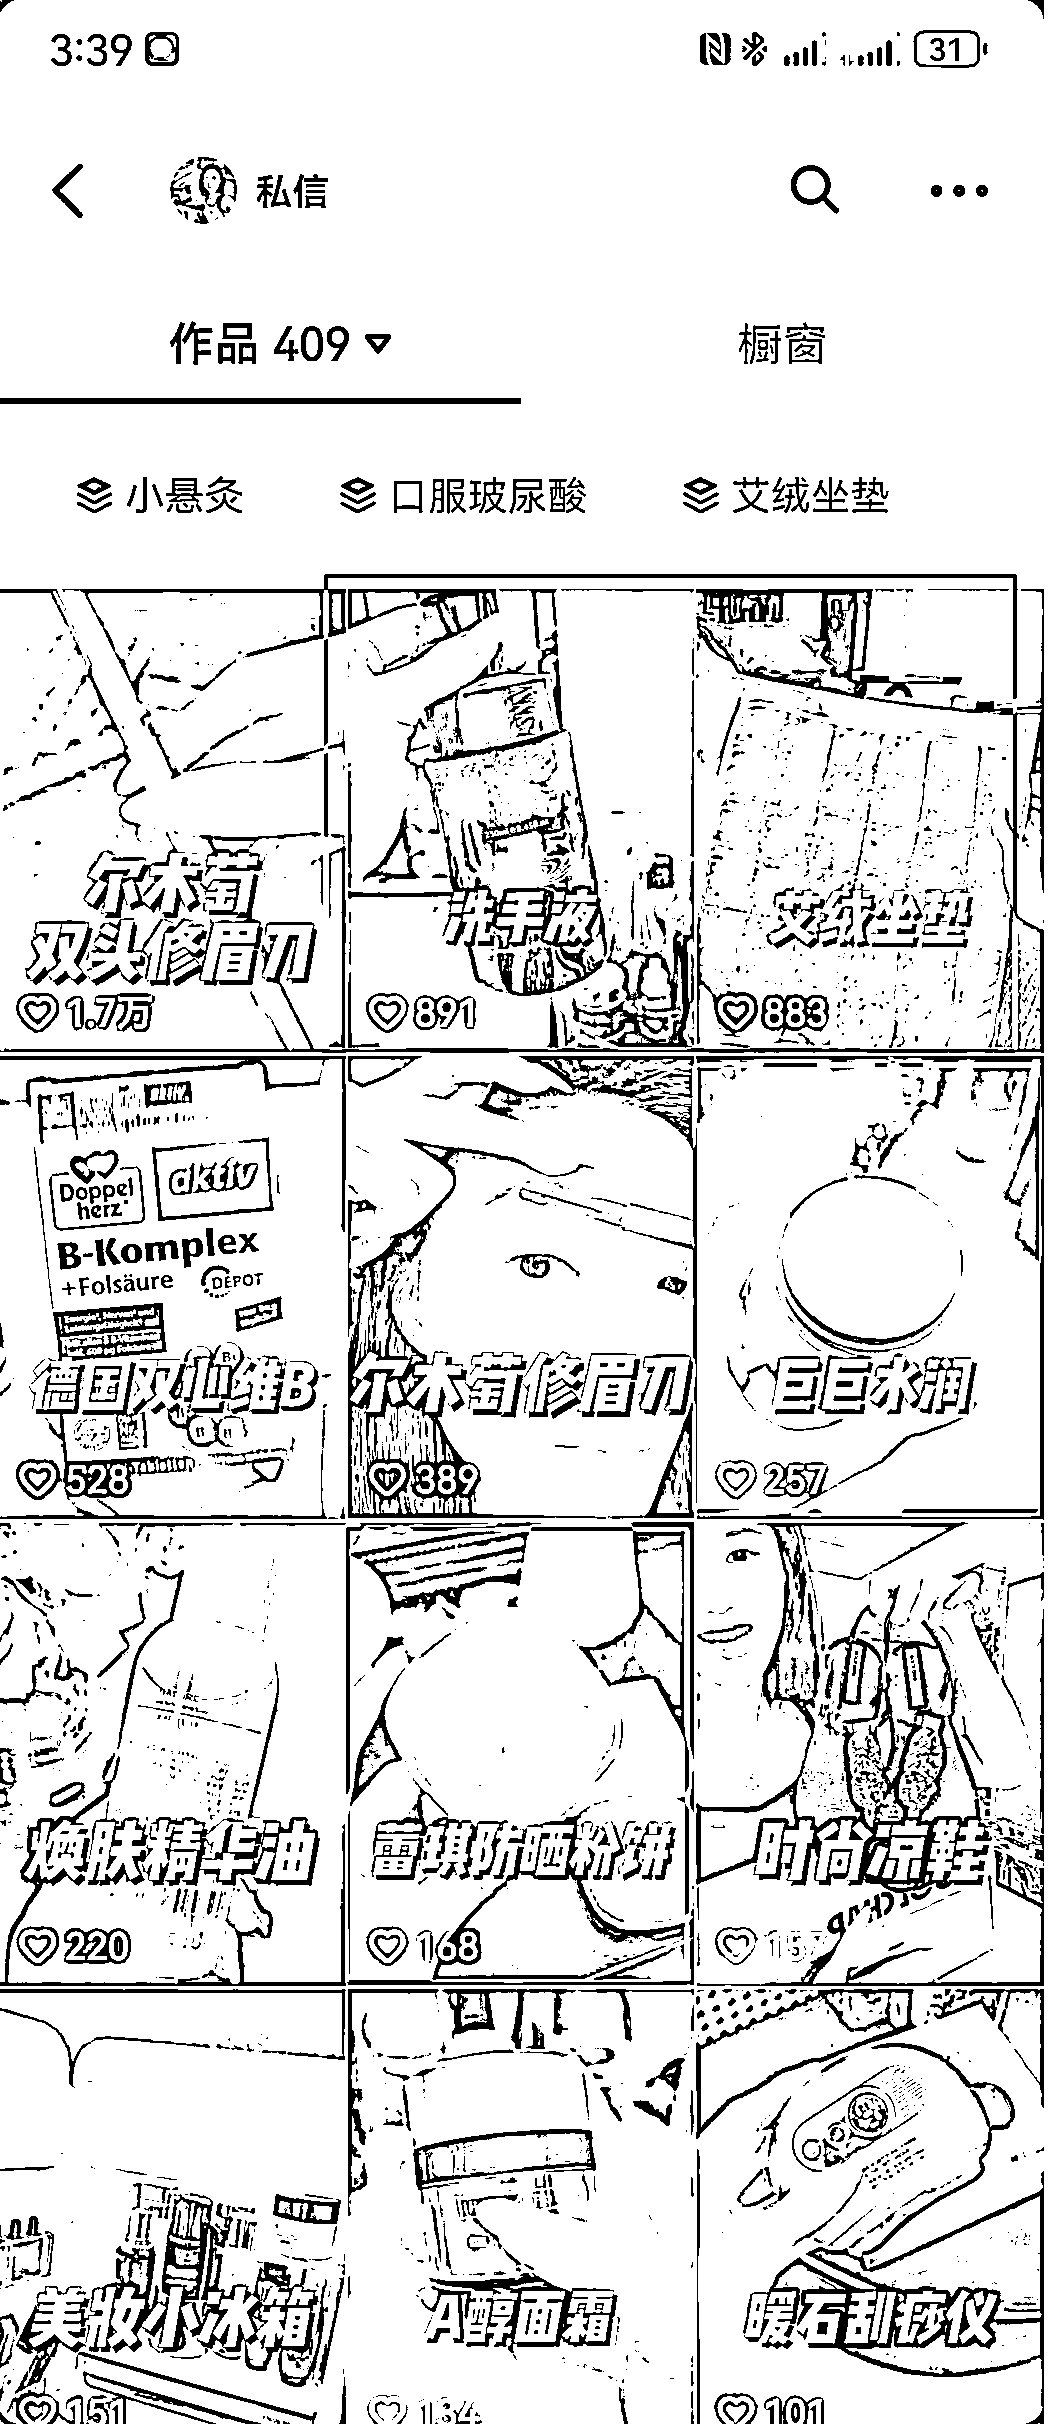 3:39
31
私信
作品 409
橱窗
小悬灸
口服玻尿酸
艾绒坐垫
尔木萄
双头修眉刀
1.7万
洗手液
891
艾绒坐垫
883
Doppel
herz
aktiv
B-Komplex
+Folsäure
DEPOT
德国双心维B
528
尔木萄修眉刀
389
巨巨水润
257
焕肤精华油
220
蕾琪防晒粉饼
168
时尚凉鞋
157
美妆小冰箱
151
A醇面霜
134
暖石刮痧仪
101